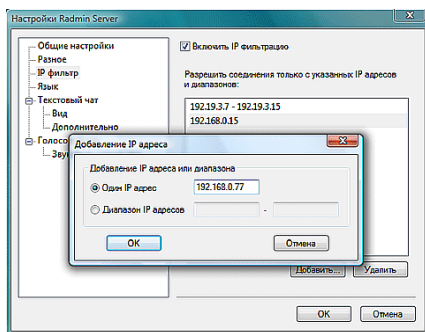 Настройки Radmin Server
Общие настройки
Разное
IP фильтр
Язык
Текстовый чат
Вид
Дополнительно
Включить IP фильтрацию
Разрешить соединения только с указанных IP адресов
и диапазонов:
192.19.3.7 - 192.19.3.15
192.168.0.15
Добавление IP адреса
Добавление IP адреса или диапазона
Один IP адрес
192.168.0.77
Диапазон IP адресов
-
OK
Отмена
Добавить...
Удалить
OK
Отмена